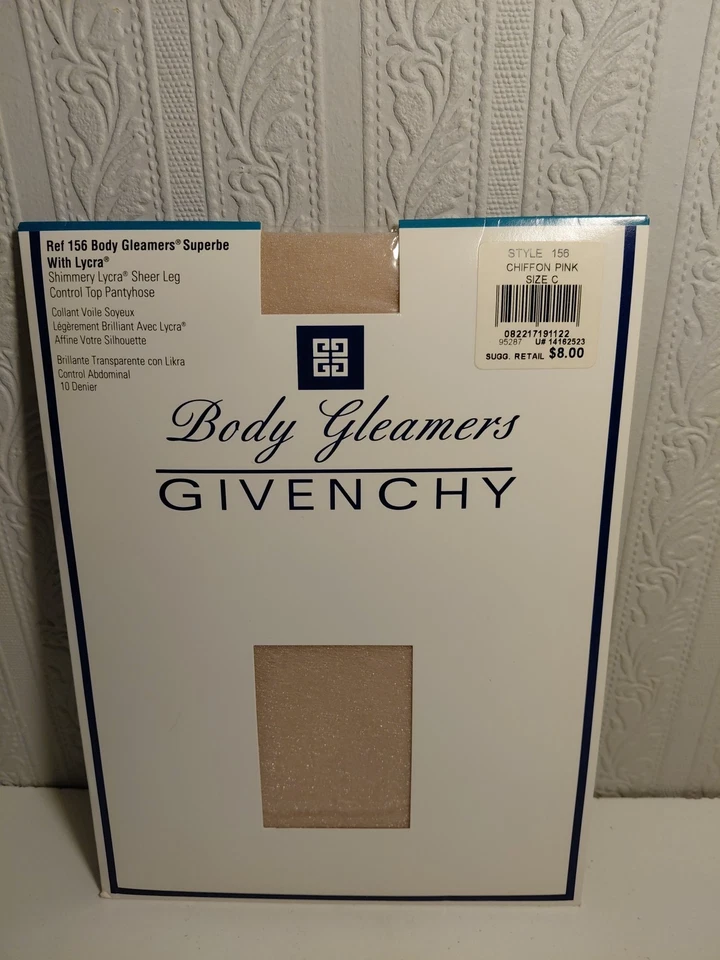 Ref 156 Body Gleamers® Superbe
With Lycra®
Shimmery Lycra® Sheer Leg
Control Top Pantyhose
Collant Voile Soyeux
Légèrement Brilliant Avec Lycra®
Affine Votre Silhouette
Brillante Transparente con Likra
Control Abdominal
10 Denier
STYLE 156
CHIFFON PINK
SIZE C
082217191122
95287 U# 14162523
SUGG. RETAIL $8.00
Body Gleamers
GIVENCHY